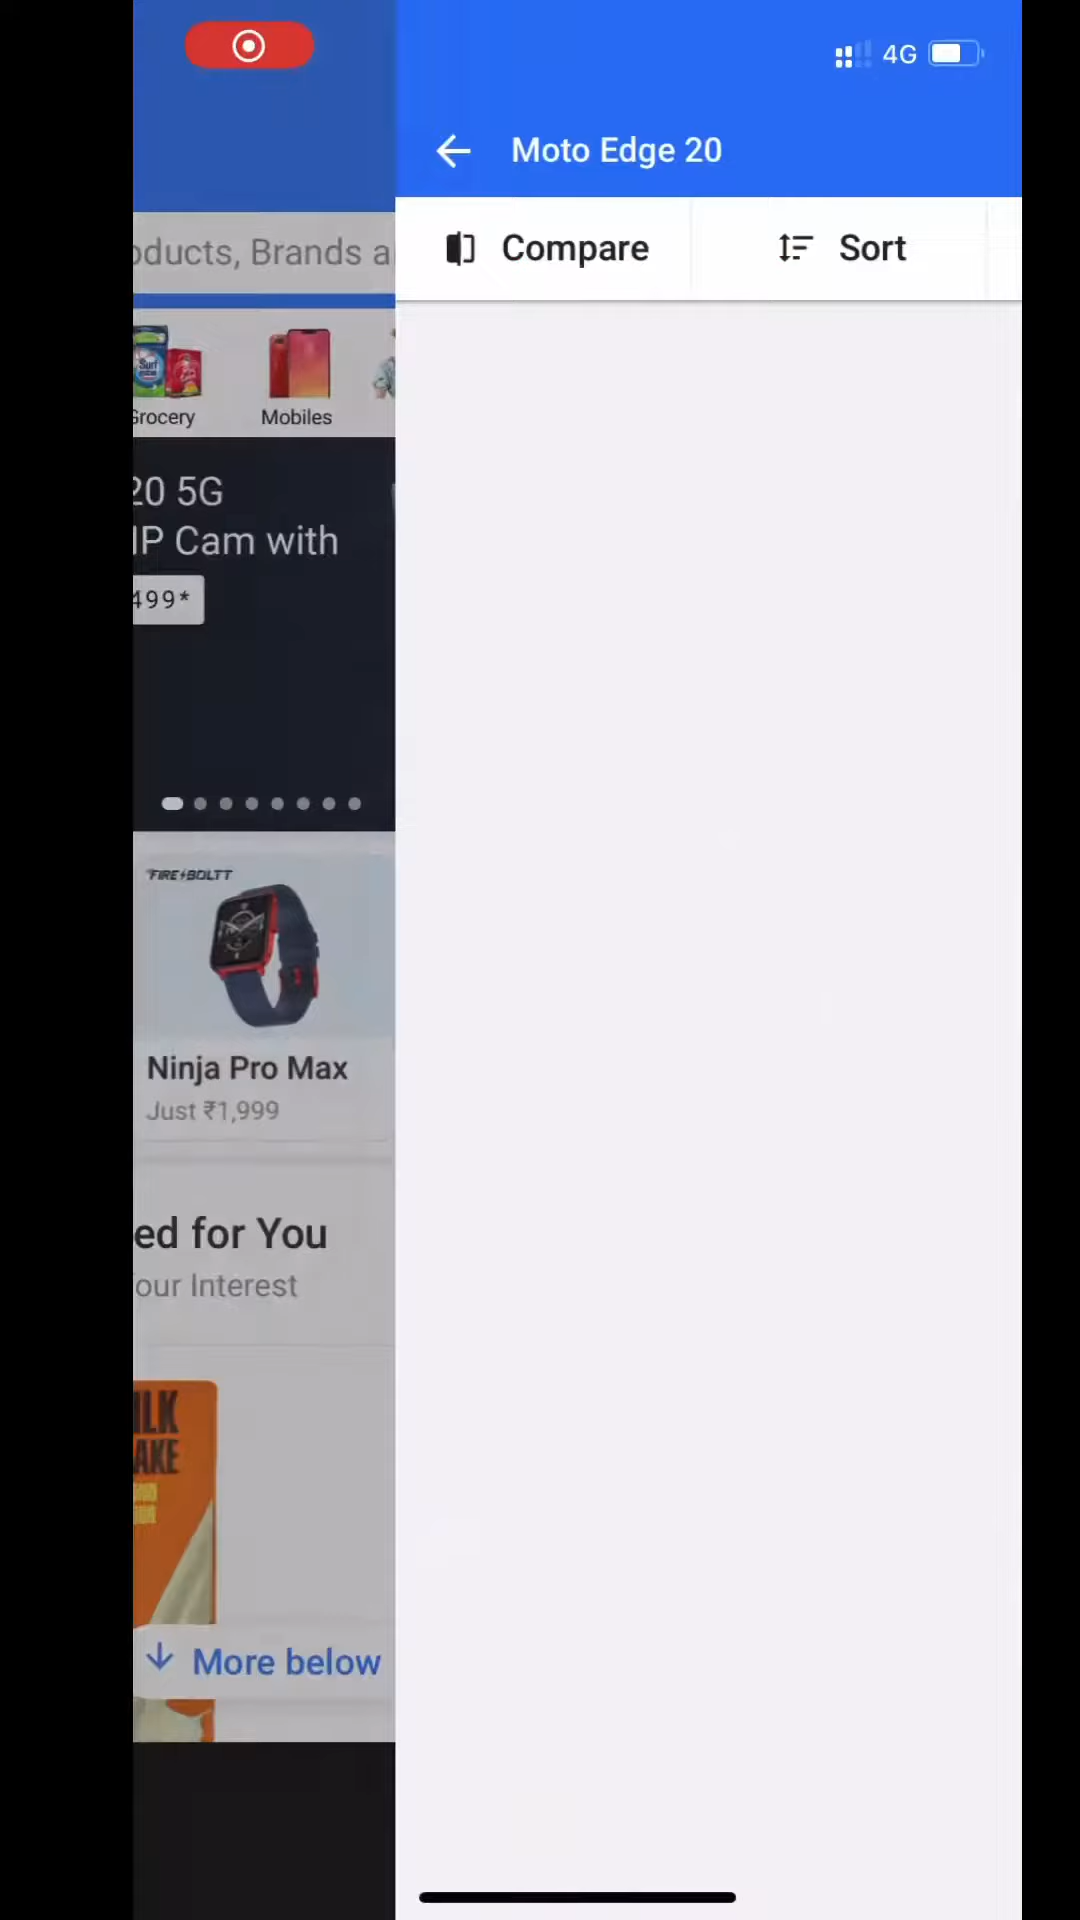 4G
Moto Edge 20
Compare
Sort
oducts, Brands a
Surf
Grocery
Mobiles
20 5G
IP Cam with
499*
FIRE BOLTT
Ninja Pro Max
Just ₹1,999
ed for You
our Interest
ILK
AKE
More below